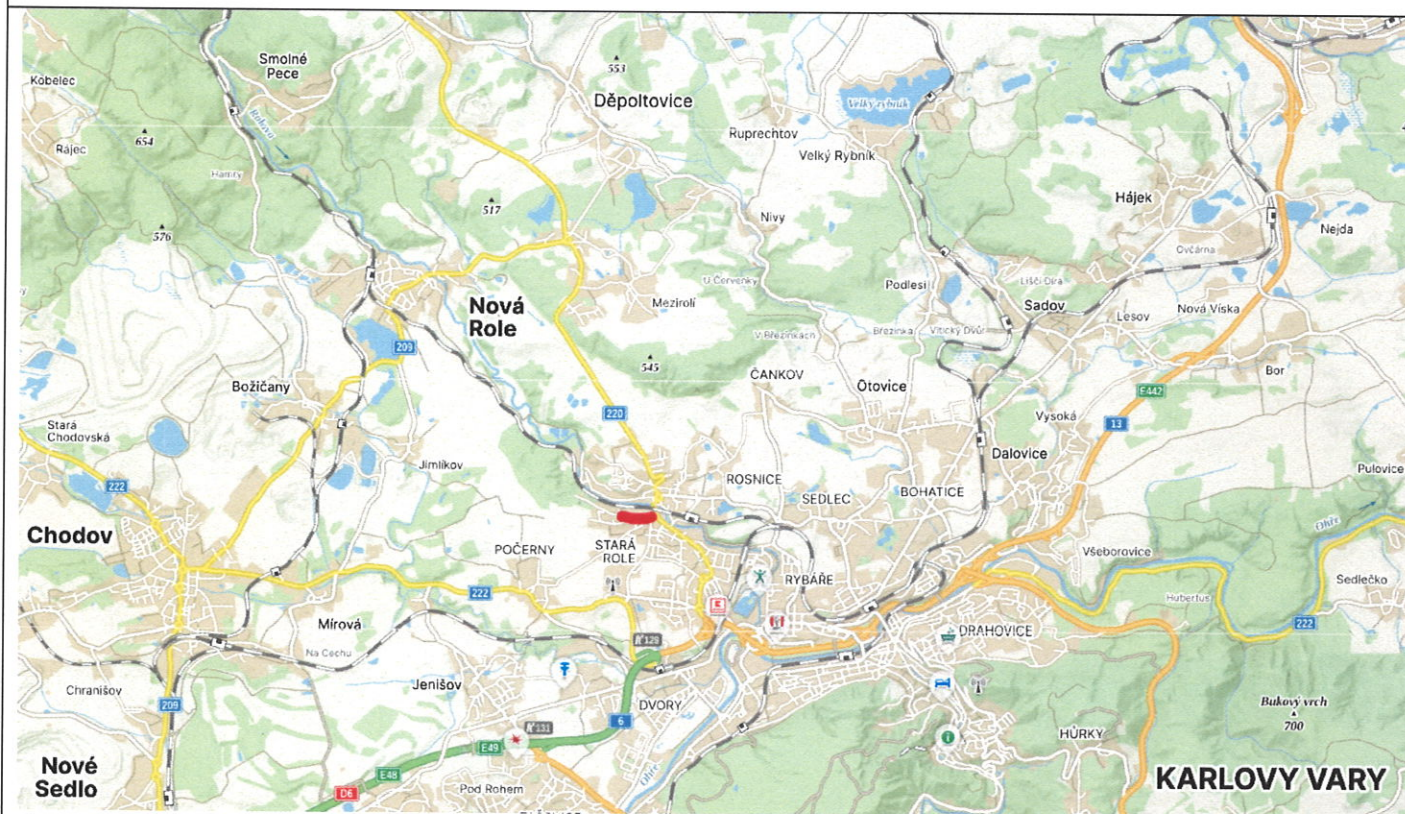 Smolné
Pece
553
Kobelec
Děpoltovice
Velký rybník
Rolava
Ruprechtov
654
Rájec
Velký Rybník
Hamry
517
Hájek
Nivy
576
Nejda
Ovčárna
U Červenky
Podlesí
Liščí Díra
Nová
Role
Mezirolí
Sadov
Nová Víska
Lesov
V Březinkách
Březinka
Vítický Dvůr
209
545
ČANKOV
Bor
Božičany
Otovice
E442
220
Vysoká
13
Stará
Chodovská
Dalovice
Jimlíkov
Pulovice
222
ROSNICE
SEDLEC
BOHATICE
Chodov
Ohře
POČERNY
STARÁ
ROLE
Všeborovice
RYBÁŘE
Sedlečko
222
Hubertus
Mírová
222
DRAHOVICE
K
129
Na Cechu
Jenišov
Chranišov
209
DVORY
Bukový vrch
700
6
131
HŮRKY
E49
Nové
Sedlo
E48
Ohře
KARLOVY VARY
D6
Pod Rohem